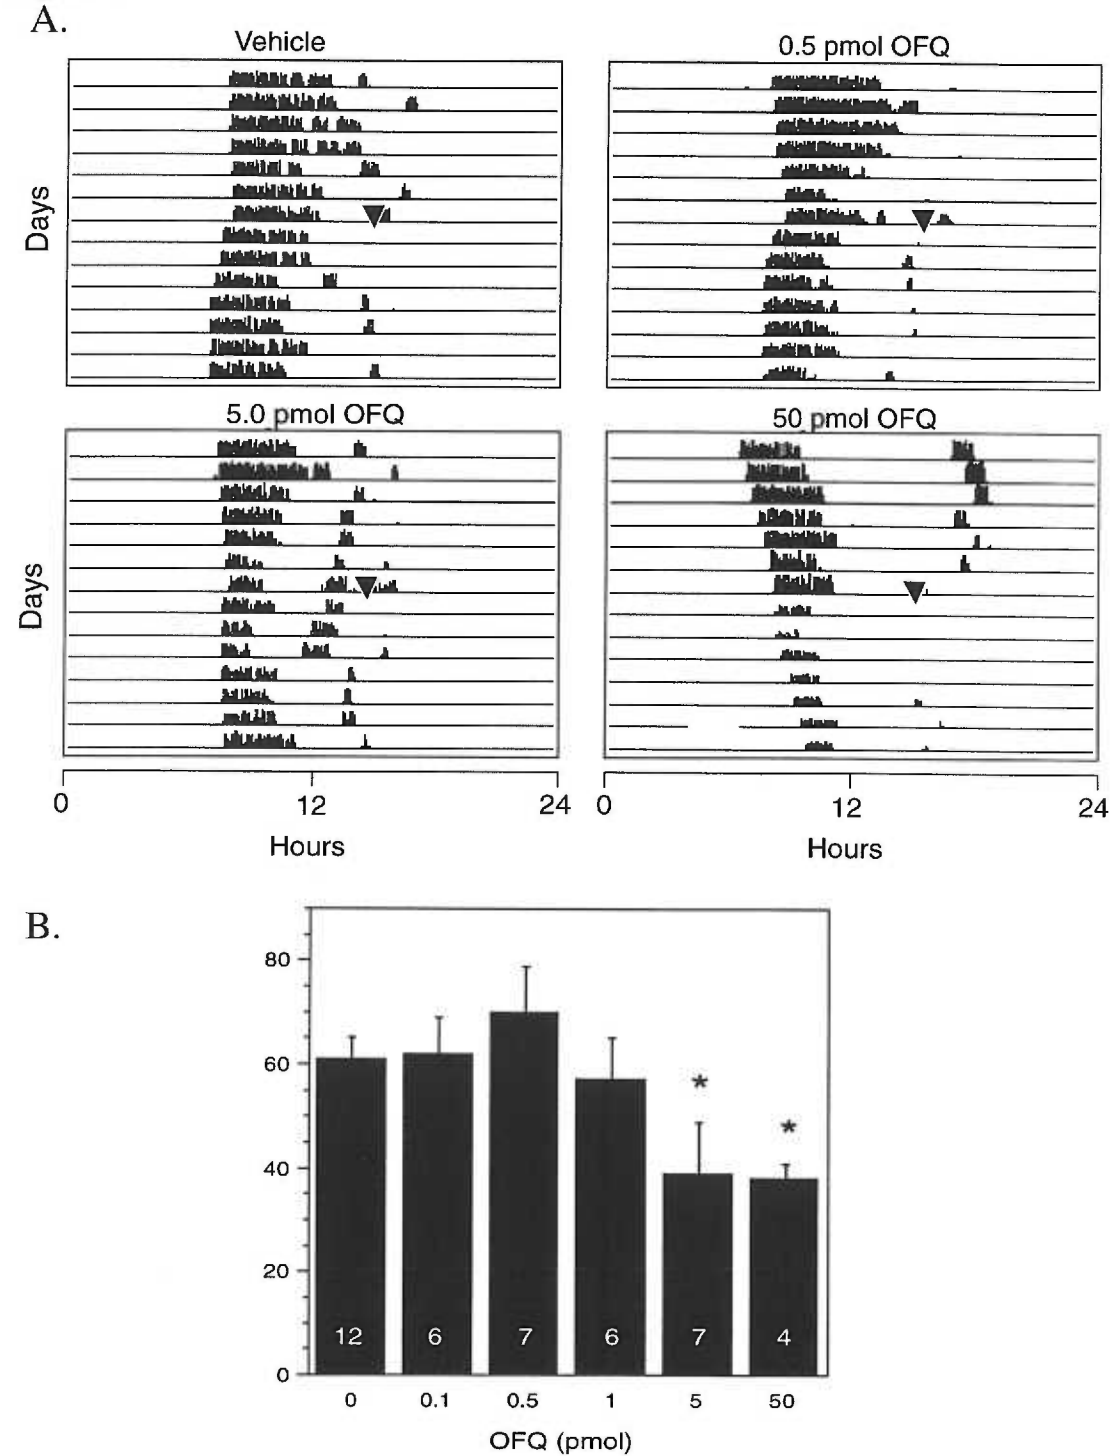 A.
Vehicle
0.5 pmol OFQ
Days
5.0 pmol OFQ
50 pmol OFQ
Days
0 12 24 0 12 24
Hours Hours
B.
80
60
40
20
0
* *
12 6 7 6 7 4
0 0.1 0.5 1 5 50
OFQ (pmol)